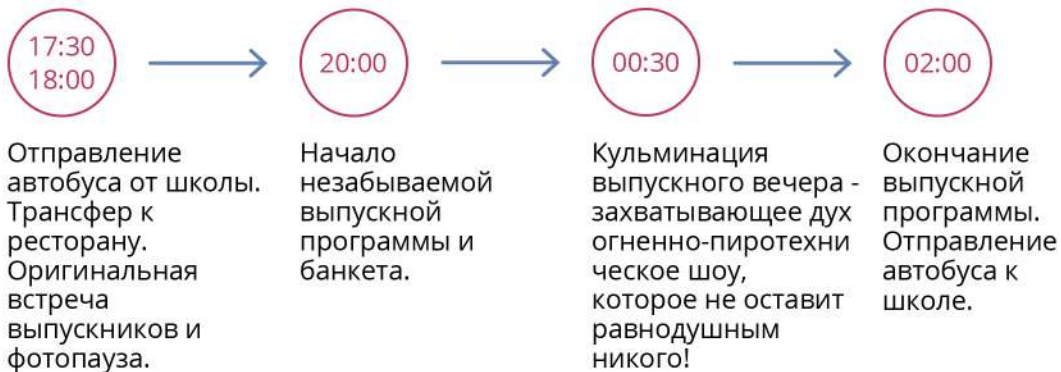 17:30
18:00
Отправление
автобуса от школы.
Трансфер к
ресторану.
Оригинальная
встреча
выпускников и
фотопауза.
20:00
Начало
незабываемой
выпускной
программы и
банкета.
00:30
Кульминация
выпускного вечера -
захватывающее дух
огненно-пиротехни
ческое шоу,
которое не оставит
равнодушным
никого!
02:00
Окончание
выпускной
программы.
Отправление
автобуса к
школе.